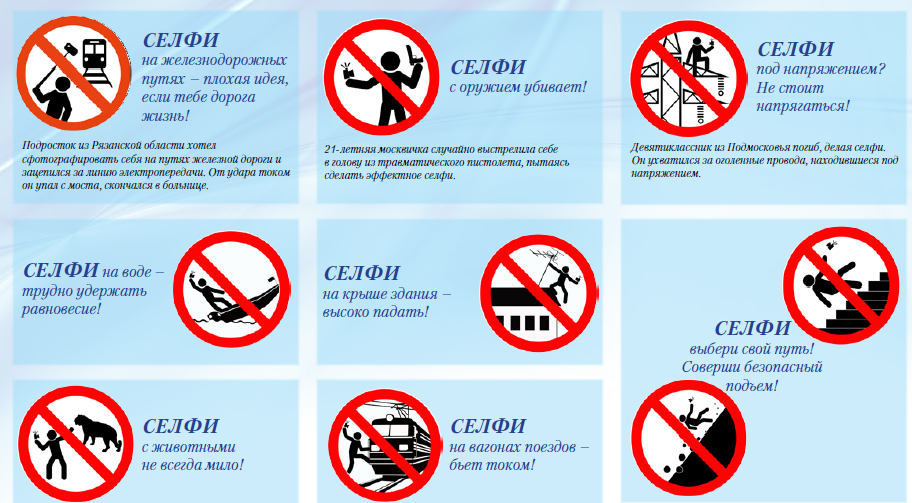 СЕЛФИ
на железнодорожных
путях – плохая идея,
если тебе дорога
жизнь!
Подросток из Рязанской области хотел
сфотографировать себя на путях железной дороги и
зацепился за линию электропередачи. От удара током
он упал с моста, скончался в больнице.
СЕЛФИ
с оружием убивает!
21-летняя москвичка случайно выстрелила себе
в голову из травматического пистолета, пытаясь
сделать эффектное селфи.
СЕЛФИ
под напряжением?
Не стоит
напрягаться!
Девятиклассник из Подмосковья погиб, делая селфи.
Он ухватился за оголенные провода, находившиеся под
напряжением.
СЕЛФИ на воде –
трудно удержать
равновесие!
СЕЛФИ
на крыше здания –
высоко падать!
СЕЛФИ
выбери свой путь!
Соверши безопасный
подъем!
СЕЛФИ
с животными
не всегда мило!
СЕЛФИ
на вагонах поездов –
бьет током!